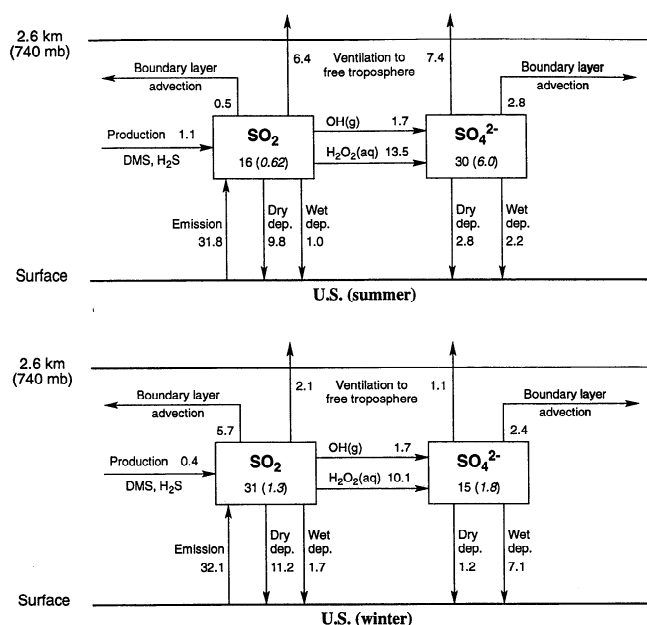 2.6 km
(740 mb)
6.4
Ventilation to
free troposphere
7.4
Boundary layer
advection
Boundary layer
advection
0.5
2.8
Production 1.1
DMS, H₂S
SO₂
16 (0.62)
OH(g) 1.7
H₂O₂(aq) 13.5
SO₄²⁻
30 (6.0)
Emission
31.8
Dry
dep.
9.8
Wet
dep.
1.0
Dry
dep.
2.8
Wet
dep.
2.2
Surface
U.S. (summer)
2.6 km
(740 mb)
2.1
Ventilation to
free troposphere
1.1
Boundary layer
advection
Boundary layer
advection
5.7
2.4
Production 0.4
DMS, H₂S
SO₂
31 (1.3)
OH(g) 1.7
H₂O₂(aq) 10.1
SO₄²⁻
15 (1.8)
Emission
32.1
Dry
dep.
11.2
Wet
dep.
1.7
Dry
dep.
1.2
Wet
dep.
7.1
Surface
U.S. (winter)